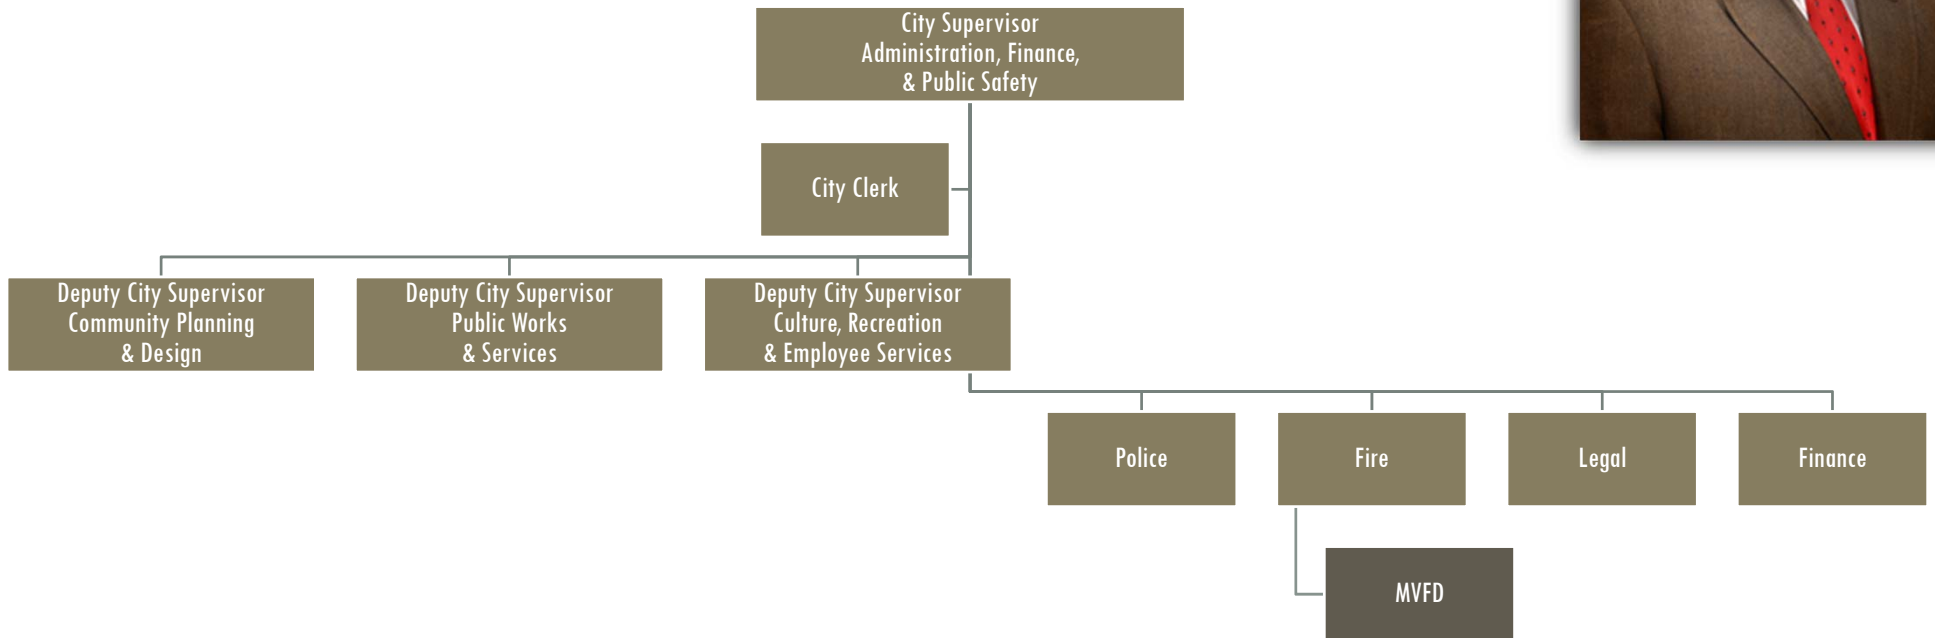 City Supervisor
Administration, Finance,
& Public Safety
City Clerk
Deputy City Supervisor
Community Planning
& Design
Deputy City Supervisor
Public Works
& Services
Deputy City Supervisor
Culture, Recreation
& Employee Services
Police
Fire
Legal
Finance
MVFD